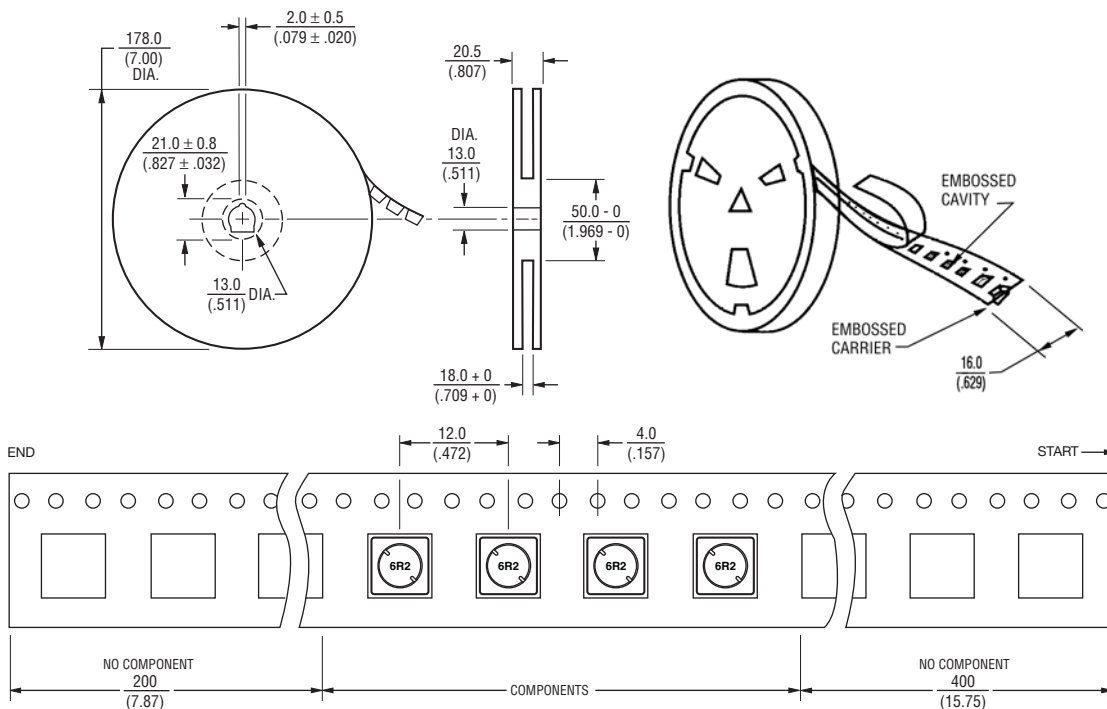 2.0 ± 0.5
(.079 ± .020)
178.0
(7.00)
DIA.
20.5
(.807)
21.0 ± 0.8
(.827 ± .032)
DIA.
13.0
(.511)
50.0 - 0
(1.969 - 0)
13.0
(.511)
DIA.
18.0 + 0
(.709 + 0)
EMBOSSED
CAVITY
EMBOSSED
CARRIER
16.0
(.629)
END
12.0
(.472)
4.0
(.157)
START
6R2
6R2
6R2
6R2
NO COMPONENT
200
(7.87)
COMPONENTS
NO COMPONENT
400
(15.75)